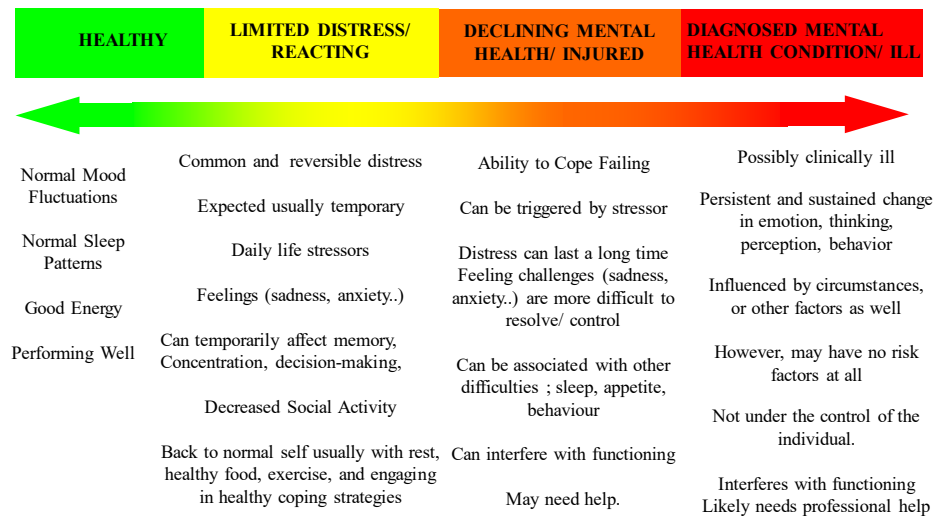 HEALTHY
LIMITED DISTRESS/
REACTING
DECLINING MENTAL
HEALTH/ INJURED
DIAGNOSED MENTAL
HEALTH CONDITION/ ILL
Normal Mood
Fluctuations
Normal Sleep
Patterns
Good Energy
Performing Well
Common and reversible distress
Expected usually temporary
Daily life stressors
Feelings (sadness, anxiety..)
Can temporarily affect memory,
Concentration, decision-making,
Decreased Social Activity
Back to normal self usually with rest,
healthy food, exercise, and engaging
in healthy coping strategies
Ability to Cope Failing
Can be triggered by stressor
Distress can last a long time
Feeling challenges (sadness,
anxiety..) are more difficult to
resolve/ control
Can be associated with other
difficulties ; sleep, appetite,
behaviour
Can interfere with functioning
May need help.
Possibly clinically ill
Persistent and sustained change
in emotion, thinking,
perception, behavior
Influenced by circumstances,
or other factors as well
However, may have no risk
factors at all
Not under the control of the
individual.
Interferes with functioning
Likely needs professional help